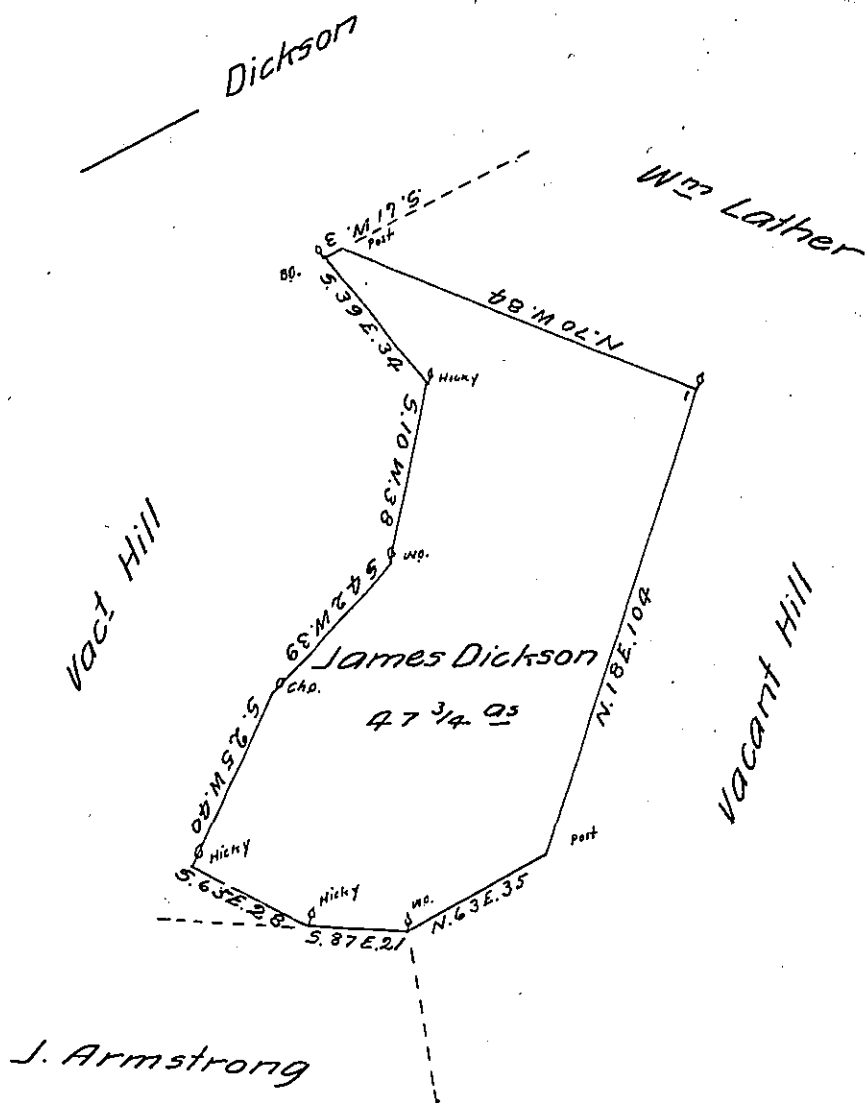 Dickson
Wm Lather
S. 61 W. 3
Post
BO.
S. 39 E. 34
N. 70 W. 84
Hicky
S. 10 W. 38
WO.
S 42 W. 39
Vact Hill
James Dickson
47 3/4 as
ChO.
N. 18 E. 104
Vacant Hill
S. 25 W. 40
Hicky
Post
S. 65 E. 28
Hicky
WO.
N. 63 E. 35
S. 87 E. 21
J. Armstrong